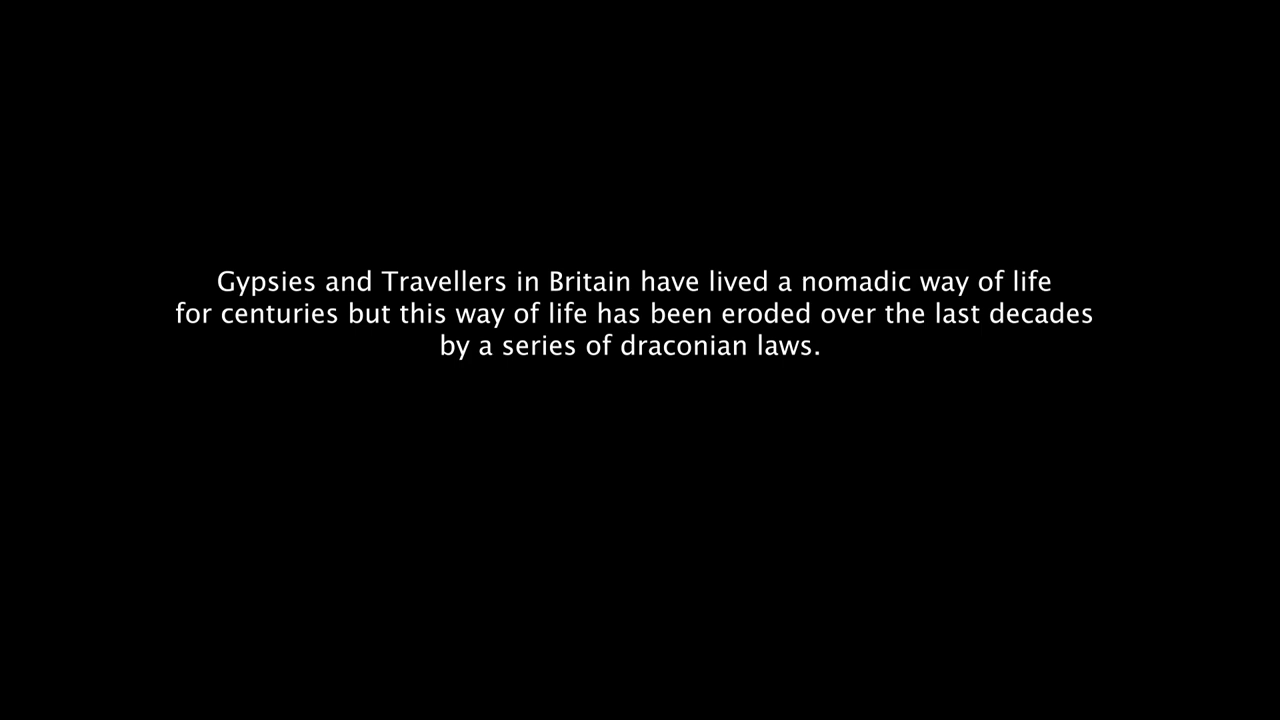 Gypsies and Travellers in Britain have lived a nomadic way of life
for centuries but this way of life has been eroded over the last decades
by a series of draconian laws.